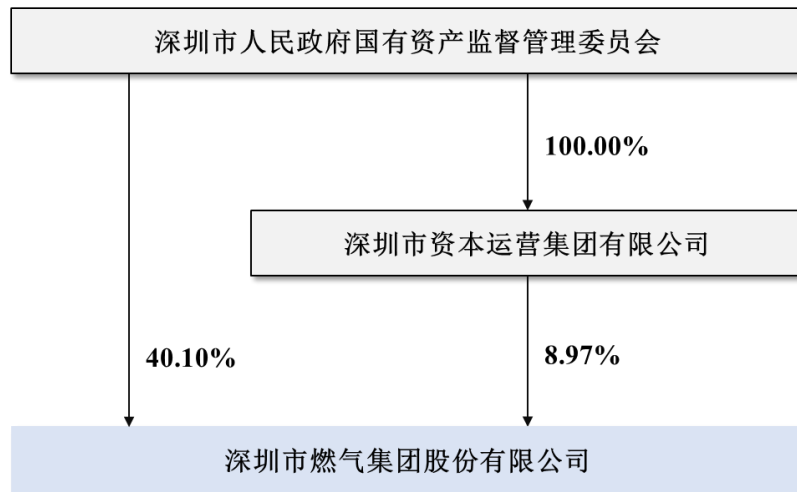 深圳市人民政府国有资产监督管理委员会
100.00%
深圳市资本运营集团有限公司
40.10%
8.97%
深圳市燃气集团股份有限公司